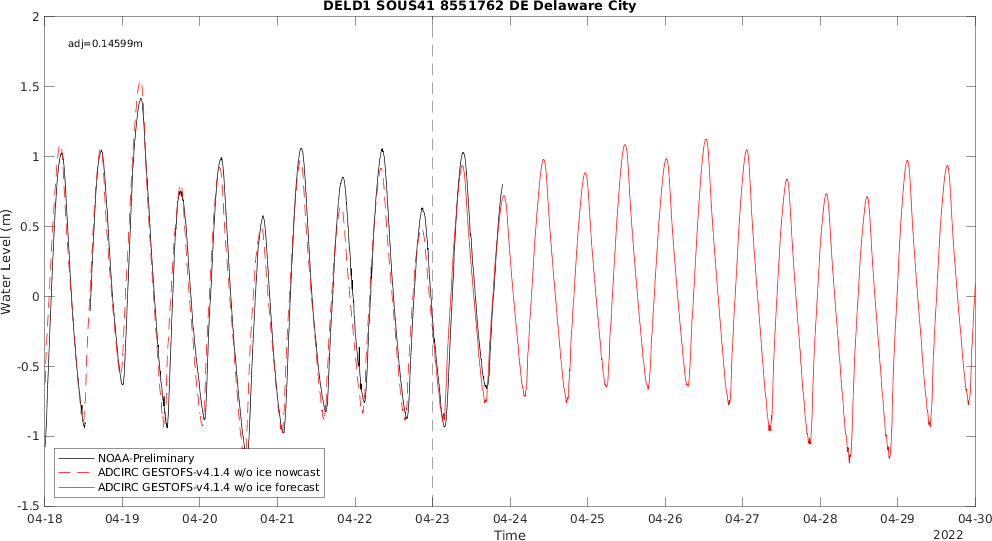 DELD1 SOUS41 8551762 DE Delaware City
adj=0.14599m
2
1.5
1
0.5
0
-0.5
-1
-1.5
Water Level (m)
NOAA-Preliminary
ADCIRC GESTOFS-v4.1.4 w/o ice nowcast
ADCIRC GESTOFS-v4.1.4 w/o ice forecast
04-18 04-19 04-20 04-21 04-22 04-23 04-24 04-25 04-26 04-27 04-28 04-29 04-30
Time
2022